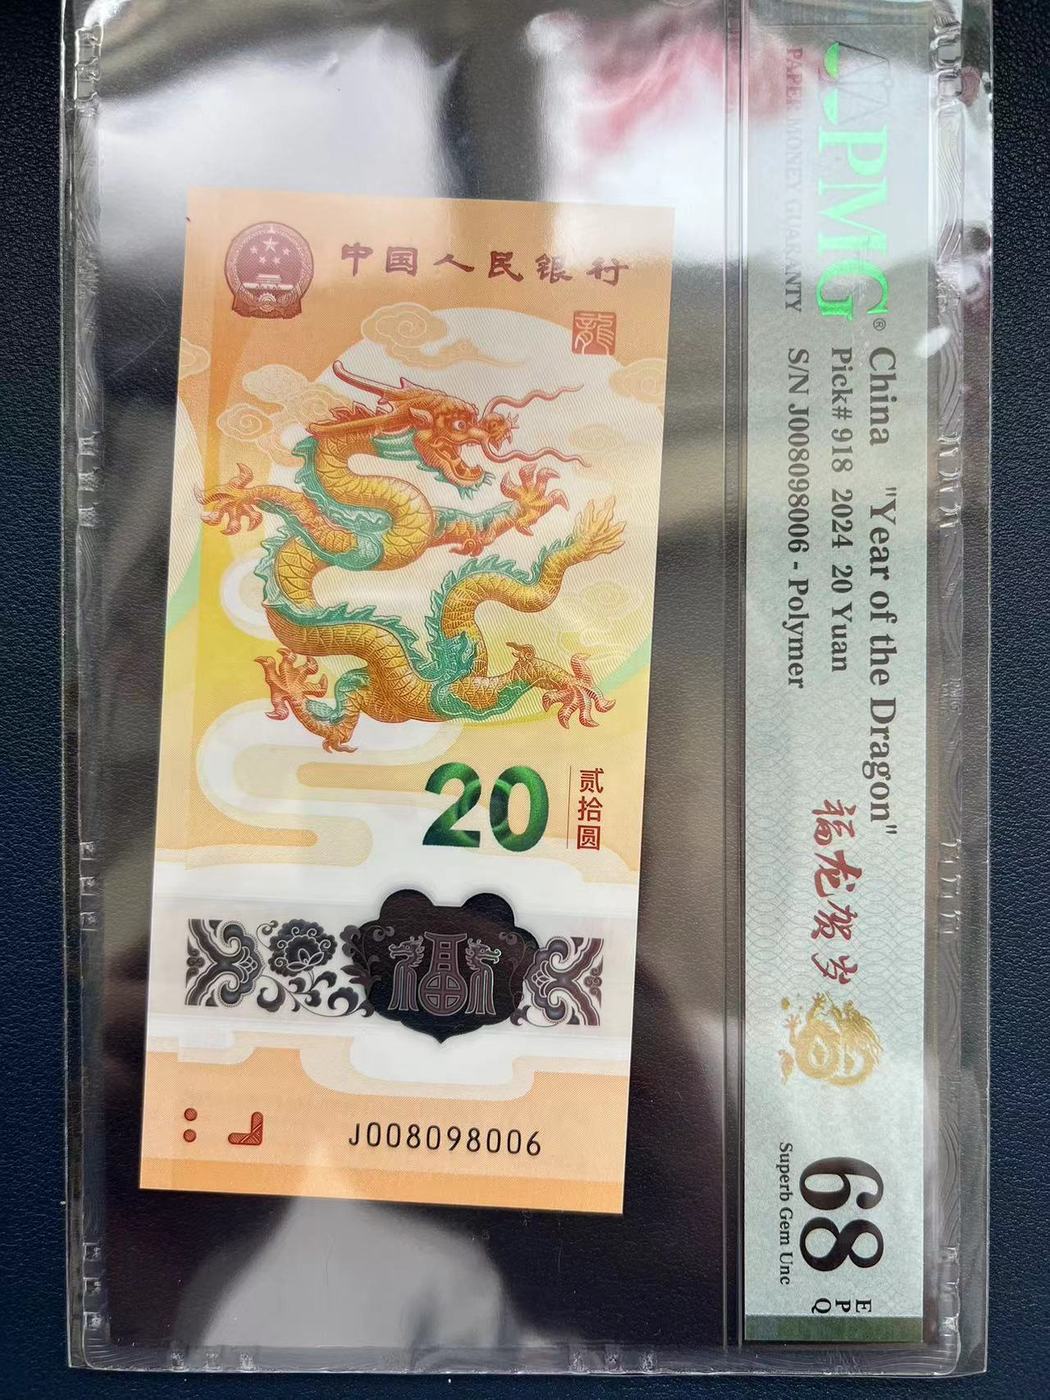 中国人民银行
龍
20
贰拾圆
福
J008098006
PMG®
PAPER MONEY GUARANTY
China "Year of the Dragon"
Pick# 918 2024 20 Yuan
S/N J008098006 - Polymer
福龙贺岁
68
EPQ
Superb Gem Unc